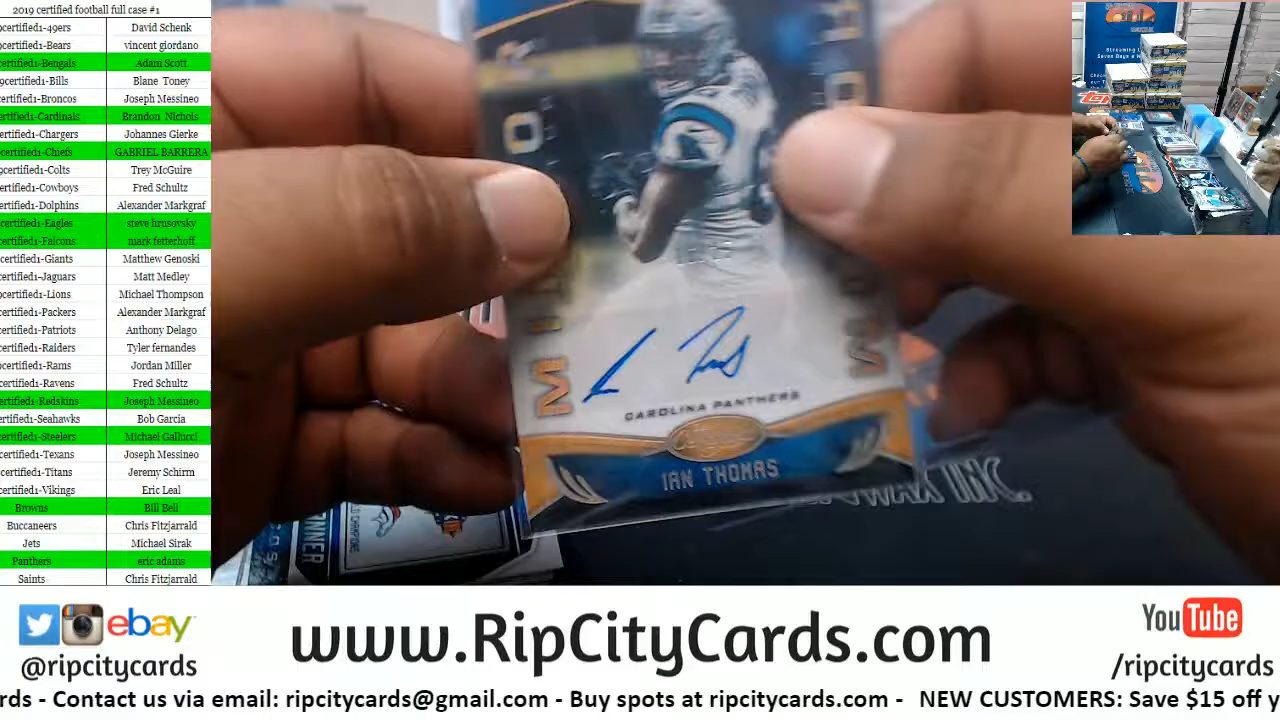 2019 certified football full case #1
9certified1-49ers David Schenk
9certified1-Bears vincent giordano
certified1-Bengals Adam Scott
9certified1-Bills Blane Toney
9certified1-Broncos Joseph Messineo
certified1-Cardinals Brandon Nichols
certified1-Chargers Johannes Gierke
certified1-Chiefs GABRIEL BARRERA
9certified1-Colts Trey McGuire
certified1-Cowboys Fred Schultz
certified1-Dolphins Alexander Markgraf
certified1-Eagles steve hrusovsky
certified1-Falcons mark fetterhoff
certified1-Giants Matthew Genoski
certified1-Jaguars Matt Medley
certified1-Lions Michael Thompson
certified1-Packers Alexander Markgraf
certified1-Patriots Anthony Delago
certified1-Raiders Tyler fernandes
certified1-Rams Jordan Miller
certified1-Ravens Fred Schultz
certified1-Redskins Joseph Messineo
certified1-Seahawks Bob Garcia
certified1-Steelers Michael Gallucci
certified1-Texans Joseph Messineo
certified1-Titans Jeremy Schirm
certified1-Vikings Eric Leal
Browns Bill Bell
Buccaneers Chris Fitzjarrald
Jets Michael Sirak
Panthers eric adams
Saints Chris Fitzjarrald
CAROLINA PANTHERS
IAN THOMAS
INC.
ebay
@ripcitycards
www.RipCityCards.com
YouTube
/ripcitycards
rds - Contact us via email: ripcitycards@gmail.com - Buy spots at ripcitycards.com - NEW CUSTOMERS: Save $15 off y